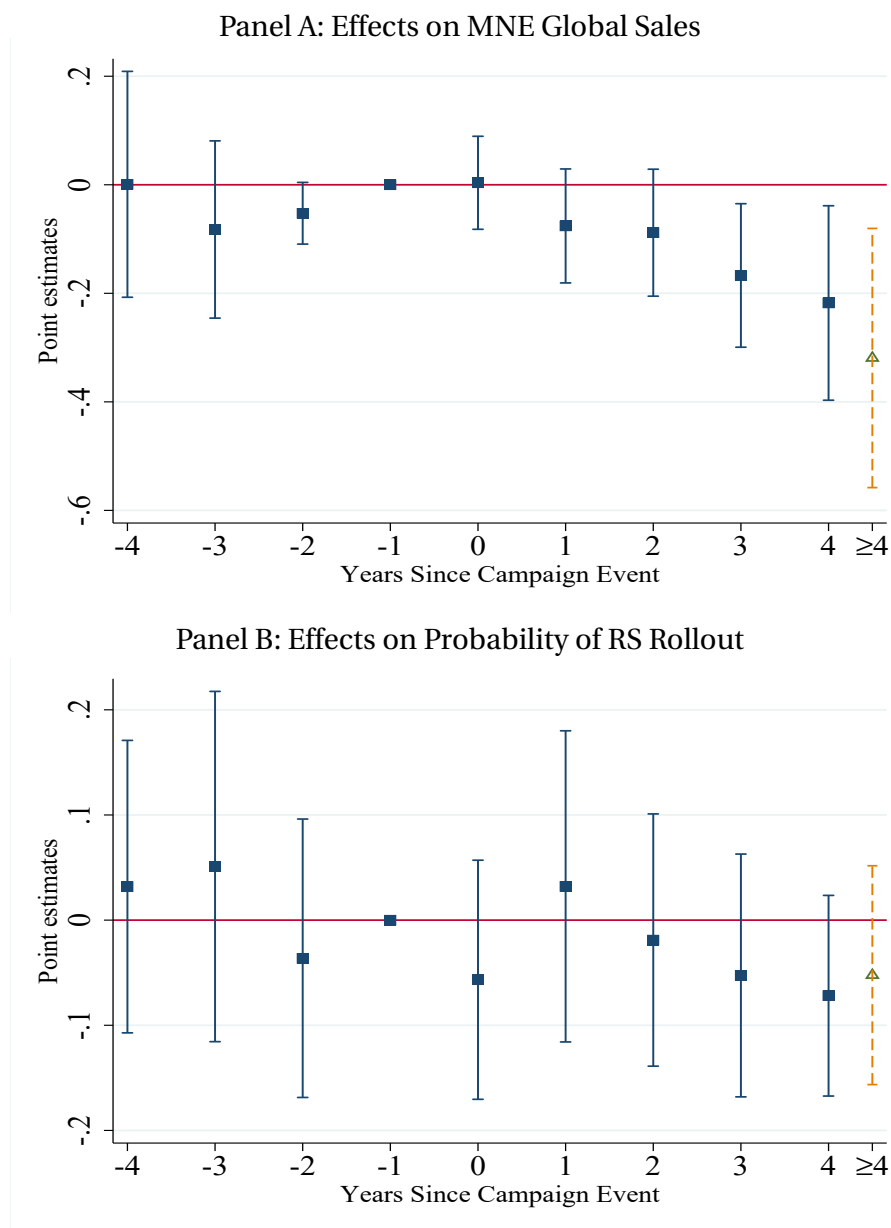 Panel A: Effects on MNE Global Sales
.2
0
-.2
-.4
-.6
Point estimates
-4 -3 -2 -1 0 1 2 3 4 ≥4
Years Since Campaign Event
Panel B: Effects on Probability of RS Rollout
.2
.1
0
-.1
-.2
Point estimates
-4 -3 -2 -1 0 1 2 3 4 ≥4
Years Since Campaign Event